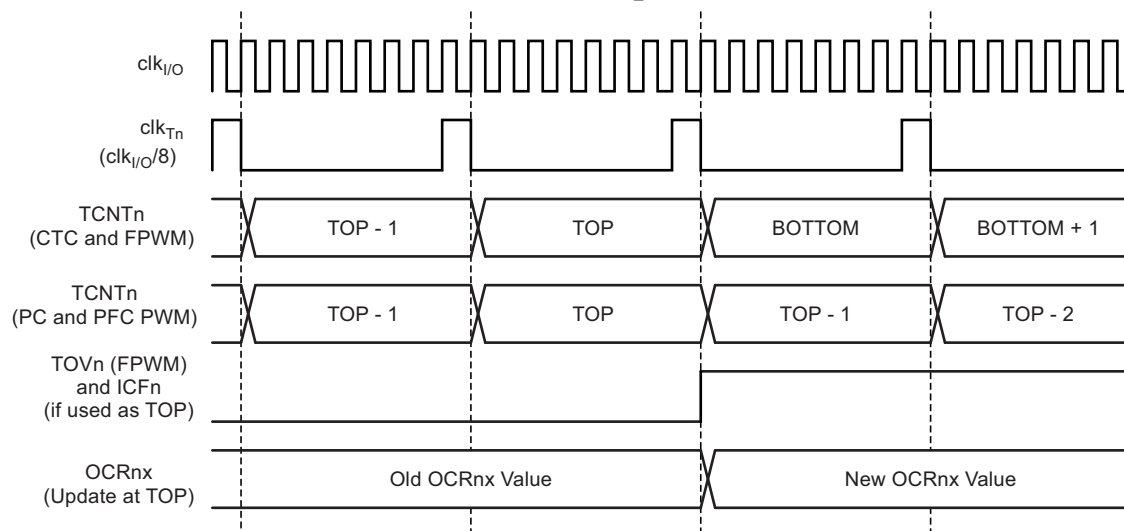 clkI/O
clkTn
(clkI/O/8)
TCNTn
(CTC and FPWM)
TOP - 1
TOP
BOTTOM
BOTTOM + 1
TCNTn
(PC and PFC PWM)
TOP - 1
TOP
TOP - 1
TOP - 2
TOVn (FPWM)
and ICFn
(if used as TOP)
OCRnx
(Update at TOP)
Old OCRnx Value
New OCRnx Value